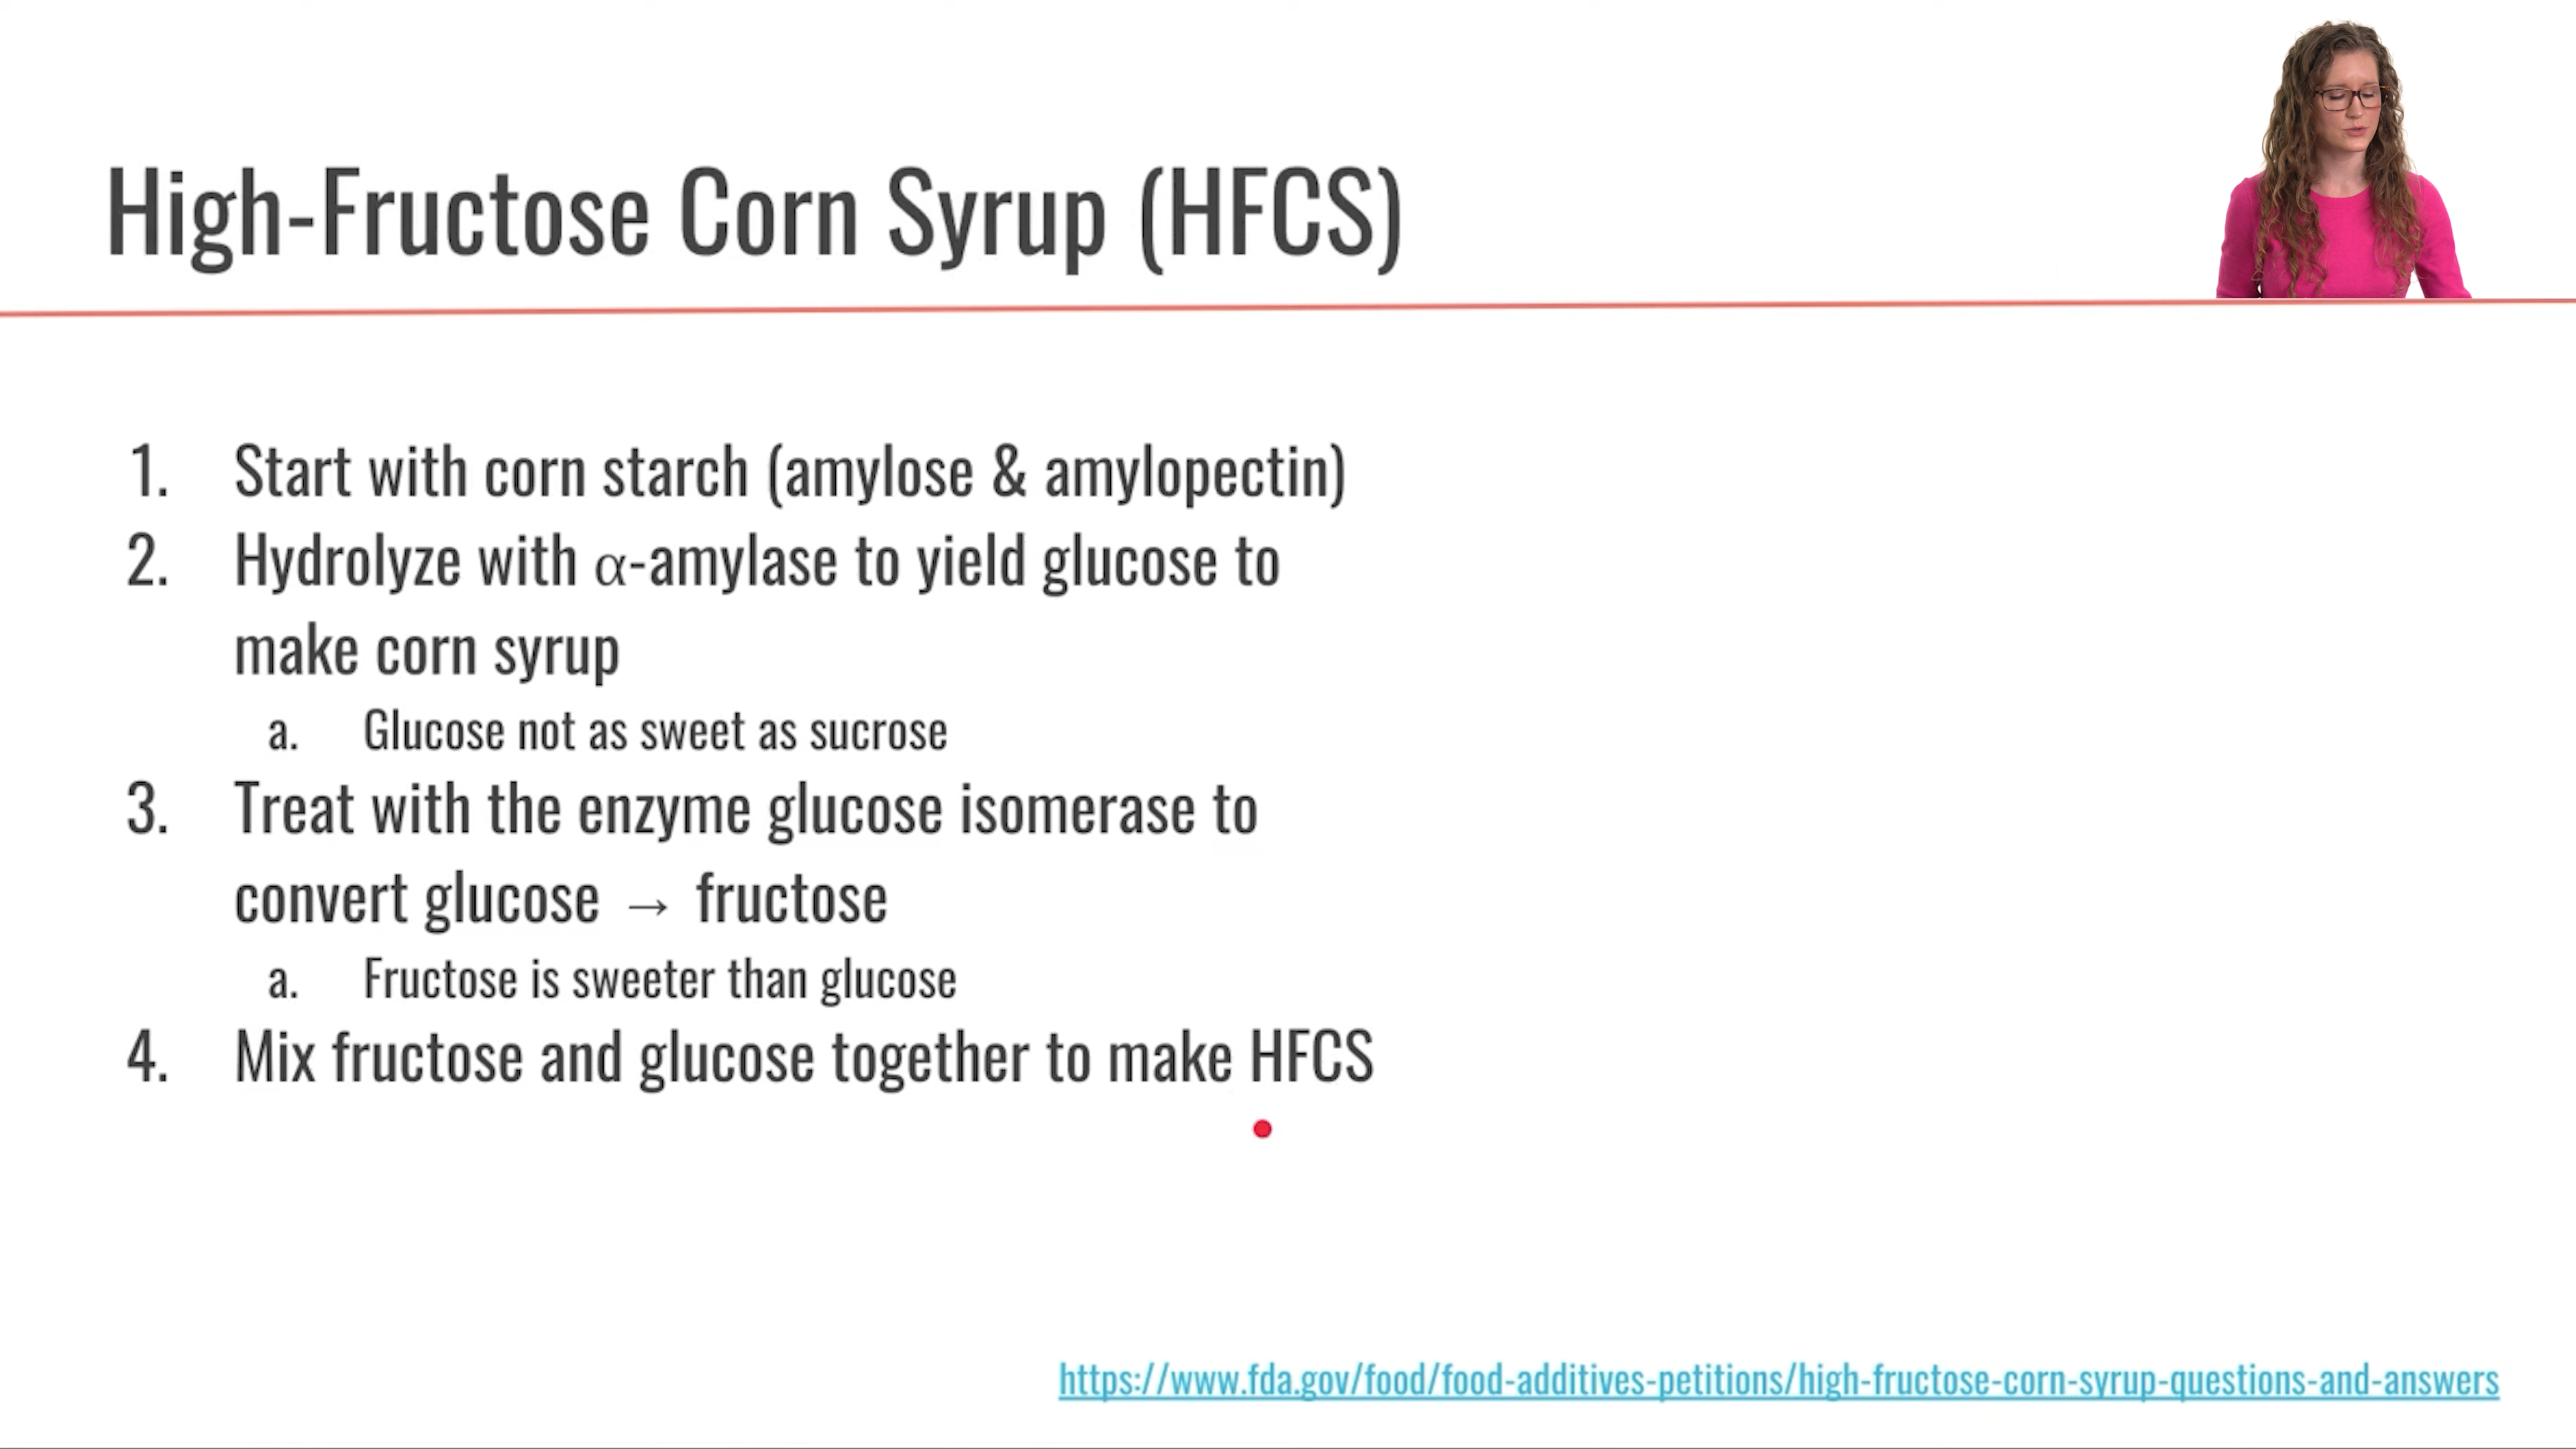 High-Fructose Corn Syrup (HFCS)
1. Start with corn starch (amylose & amylopectin)
2. Hydrolyze with α-amylase to yield glucose to
make corn syrup
a. Glucose not as sweet as sucrose
3. Treat with the enzyme glucose isomerase to
convert glucose → fructose
a. Fructose is sweeter than glucose
4. Mix fructose and glucose together to make HFCS
https://www.fda.gov/food/food-additives-petitions/high-fructose-corn-syrup-questions-and-answers